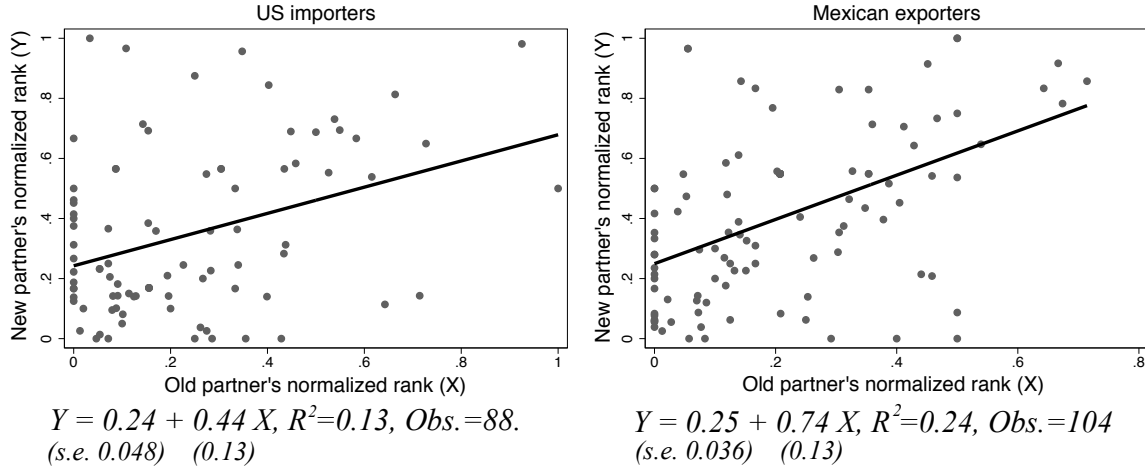 US importers
New partner's normalized rank (Y)
1
.8
.6
.4
.2
0
0 .2 .4 .6 .8 1
Old partner's normalized rank (X)
Y = 0.24 + 0.44 X, R²=0.13, Obs.=88.
(s.e. 0.048) (0.13)
Mexican exporters
New partner's normalized rank (Y)
1
.8
.6
.4
.2
0
0 .2 .4 .6 .8
Old partner's normalized rank (X)
Y = 0.25 + 0.74 X, R²=0.24, Obs.=104
(s.e. 0.036) (0.13)